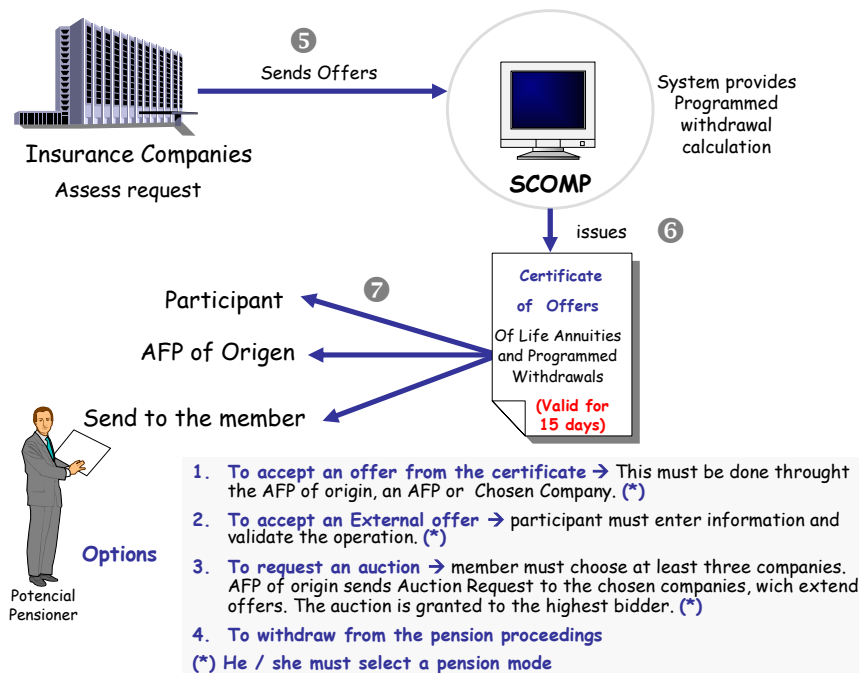 ❺
Sends Offers
Insurance Companies
Assess request
SCOMP
System provides
Programmed
withdrawal
calculation
issues ❻
Certificate
of Offers
Of Life Annuities
and Programmed
Withdrawals
(Valid for
15 days)
❼
Participant
AFP of Origen
Send to the member
Potencial
Pensioner
Options
1. To accept an offer from the certificate → This must be done throught
the AFP of origin, an AFP or Chosen Company. (*)
2. To accept an External offer → participant must enter information and
validate the operation. (*)
3. To request an auction → member must choose at least three companies.
AFP of origin sends Auction Request to the chosen companies, wich extend
offers. The auction is granted to the highest bidder. (*)
4. To withdraw from the pension proceedings
(*) He / she must select a pension mode